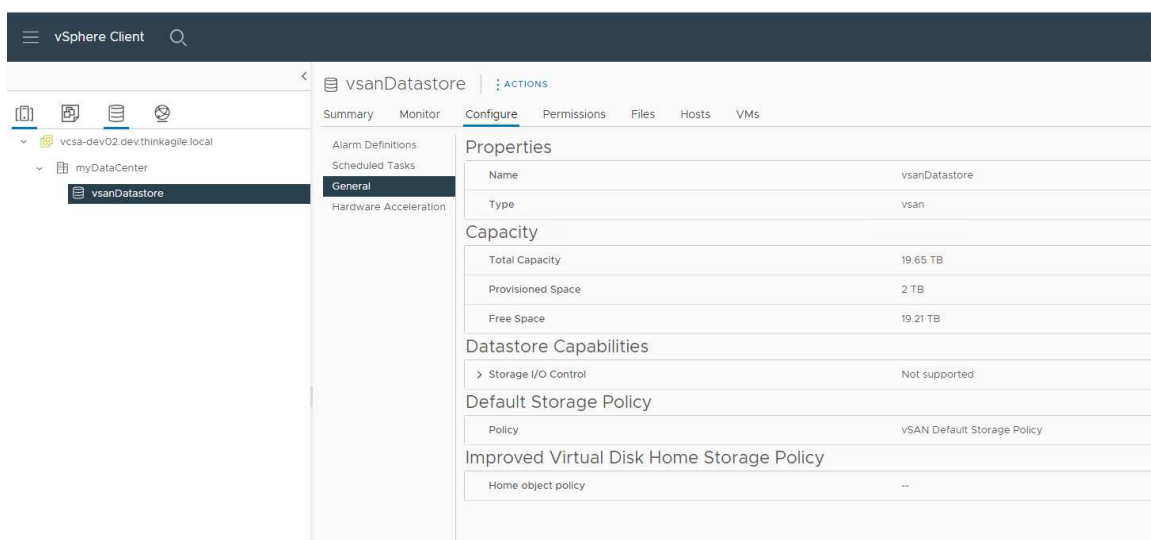 vSphere Client
vsanDatastore
ACTIONS
Summary Monitor Configure Permissions Files Hosts VMs
vcsa-dev02.dev.thinkagile.local
myDataCenter
vsanDatastore
Alarm Definitions
Scheduled Tasks
General
Hardware Acceleration
Properties
Name vsanDatastore
Type vsan
Capacity
Total Capacity 19.65 TB
Provisioned Space 2 TB
Free Space 19.21 TB
Datastore Capabilities
Storage I/O Control Not supported
Default Storage Policy
Policy vSAN Default Storage Policy
Improved Virtual Disk Home Storage Policy
Home object policy --